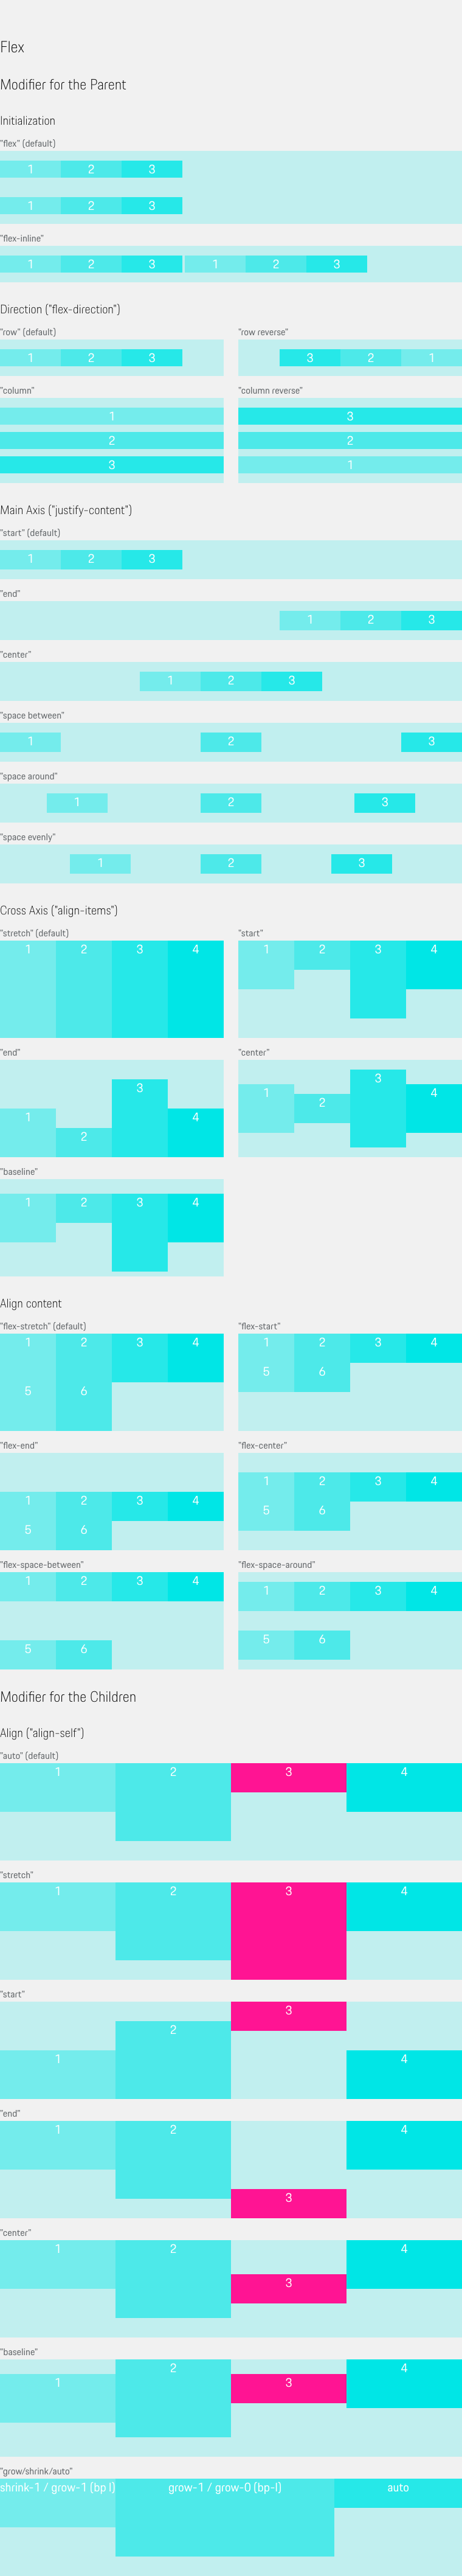 Flex
Modifier for the Parent
Initialization
"flex" (default)
1 2 3
1 2 3
"flex-inline"
1 2 3 1 2 3
Direction ("flex-direction")
"row" (default)
1 2 3
"row reverse"
3 2 1
"column"
1
2
3
"column reverse"
3
2
1
Main Axis ("justify-content")
"start" (default)
1 2 3
"end"
1 2 3
"center"
1 2 3
"space between"
1 2 3
"space around"
1 2 3
"space evenly"
1 2 3
Cross Axis ("align-items")
"stretch" (default)
1 2 3 4
"start"
1 2 3 4
"end"
1 2 3 4
"center"
1 2 3 4
"baseline"
1 2 3 4
Align content
"flex-stretch" (default)
1 2 3 4
5 6
"flex-start"
1 2 3 4
5 6
"flex-end"
1 2 3 4
5 6
"flex-center"
1 2 3 4
5 6
"flex-space-between"
1 2 3 4
5 6
"flex-space-around"
1 2 3 4
5 6
Modifier for the Children
Align ("align-self")
"auto" (default)
1 2 3 4
"stretch"
1 2 3 4
"start"
1 2 3 4
"end"
1 2 3 4
"center"
1 2 3 4
"baseline"
1 2 3 4
"grow/shrink/auto"
shrink-1 / grow-1 (bp l) grow-1 / grow-0 (bp-l) auto